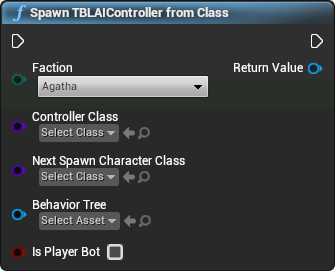 f Spawn TBLAIController from Class
Faction
Return Value
Agatha
Controller Class
Select Class
Next Spawn Character Class
Select Class
Behavior Tree
Select Asset
Is Player Bot